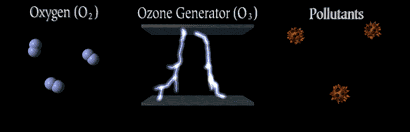 Oxygen (O₂)
Ozone Generator (O₃)
Pollutants